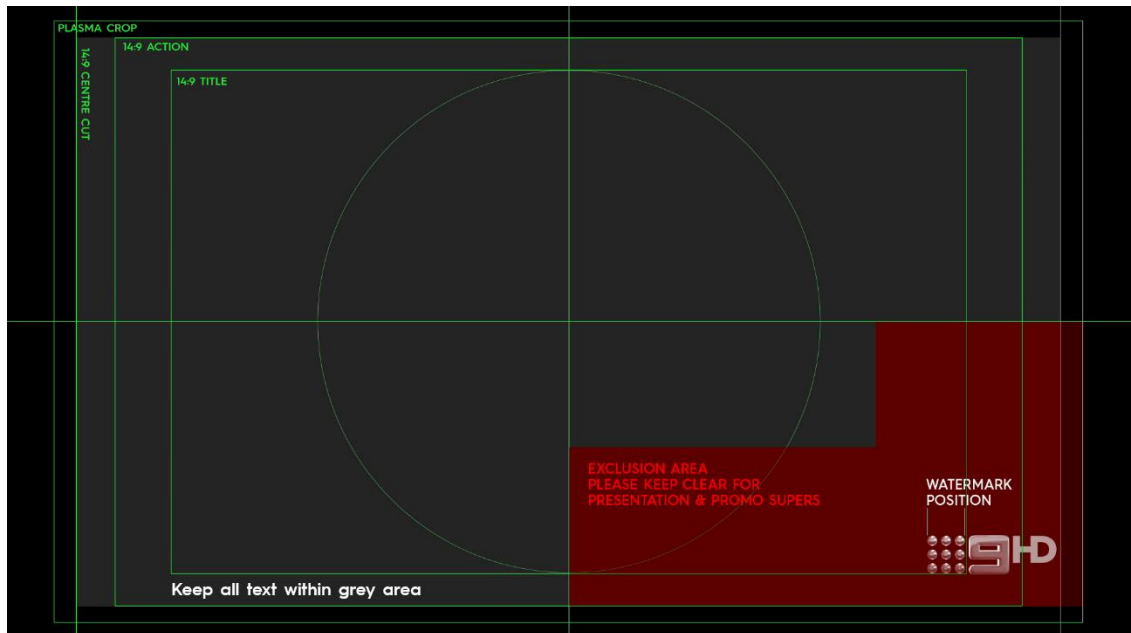 PLASMA CROP
14:9 ACTION
14:9 CENTRE CUT
14:9 TITLE
EXCLUSION AREA
PLEASE KEEP CLEAR FOR
PRESENTATION & PROMO SUPERS
WATERMARK
POSITION
9HD
Keep all text within grey area